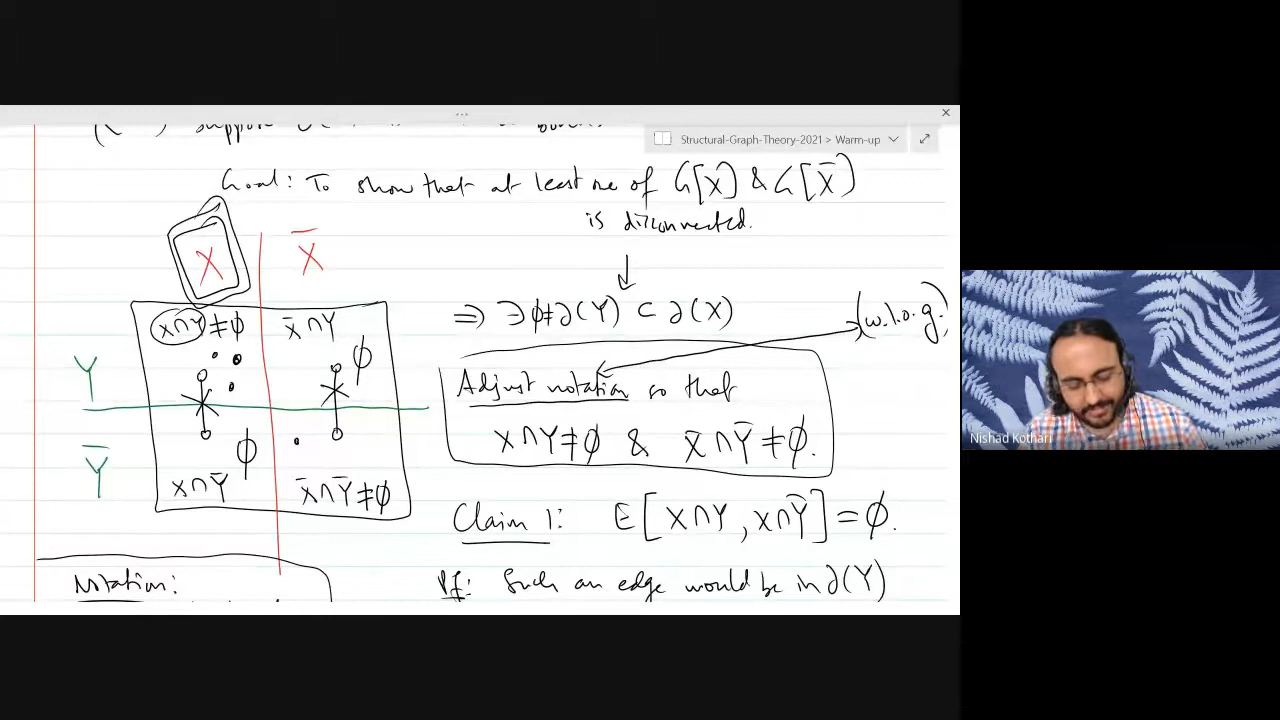 suppose
Structural-Graph-Theory-2021 > Warm-up
Goal: To show that at least one of G[X] & G[X̄]
is disconnected.
X X̄
⇒ ∃ ϕ≠∂(Y) ⊂ ∂(X)
(w.l.o.g.)
X∩Y≠ϕ X̄∩Y
ϕ
Y
Adjust notation so that
X∩Y≠ϕ & X̄∩Ȳ≠ϕ.
Ȳ
ϕ
X∩Ȳ X̄∩Ȳ≠ϕ
Claim 1: E[X∩Y, X∩Ȳ]=ϕ.
Notation:
Pf: Such an edge would be in ∂(Y)
Nishad Kothari